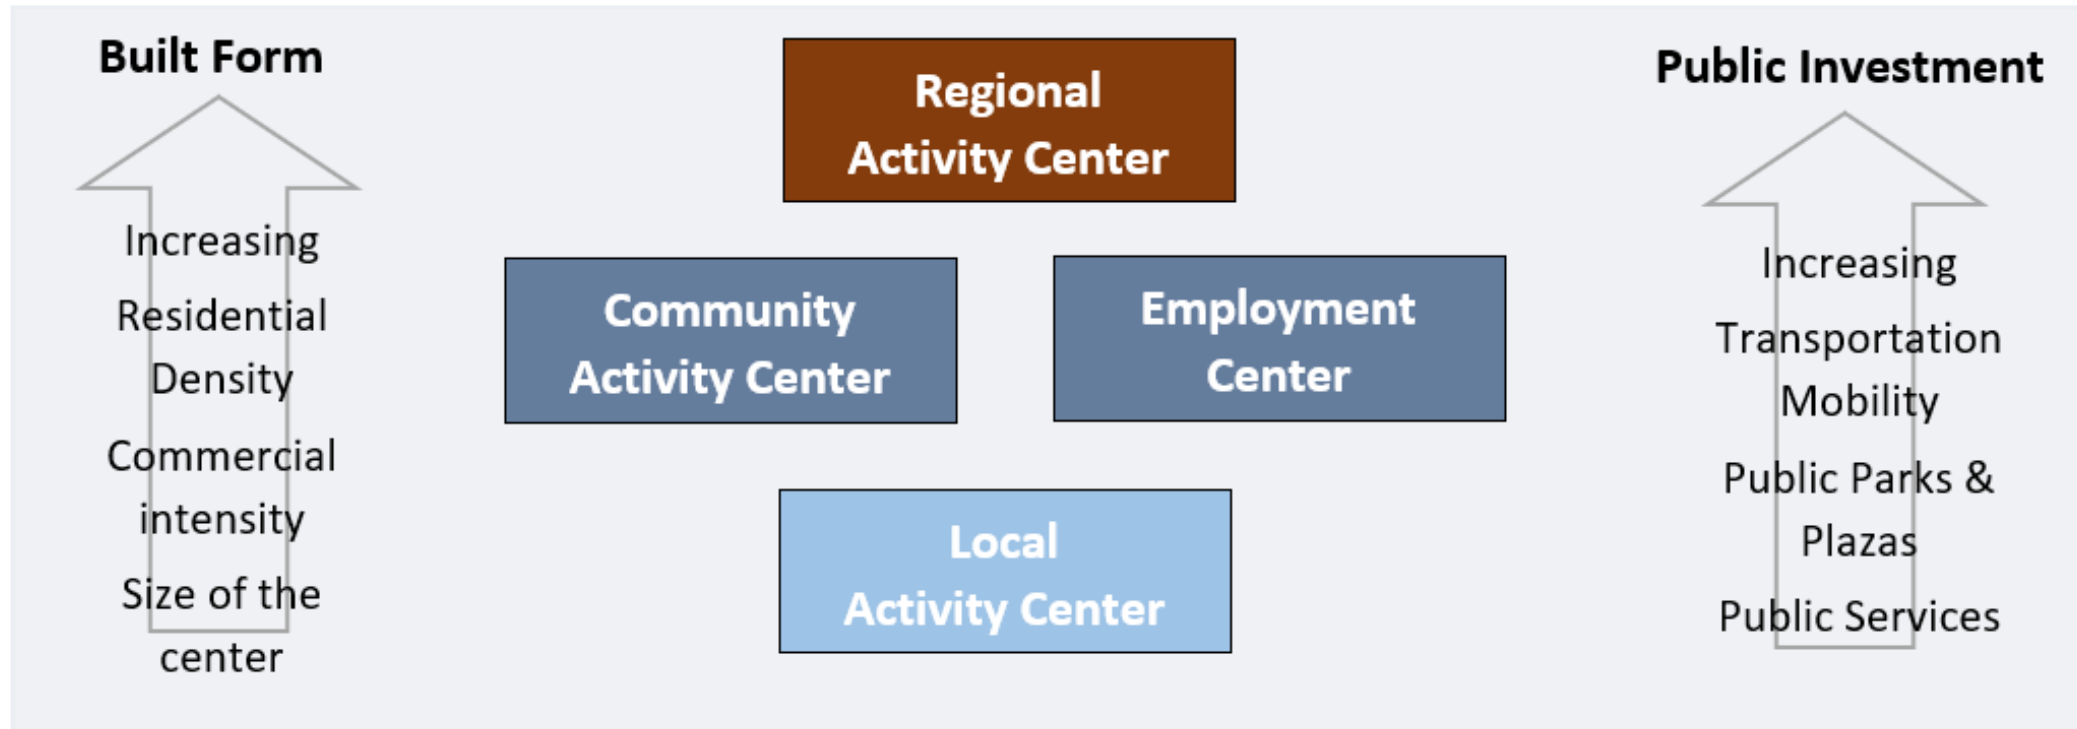 Built Form
Increasing
Residential
Density
Commercial
intensity
Size of the
center
Regional
Activity Center
Community
Activity Center
Employment
Center
Local
Activity Center
Public Investment
Increasing
Transportation
Mobility
Public Parks &
Plazas
Public Services